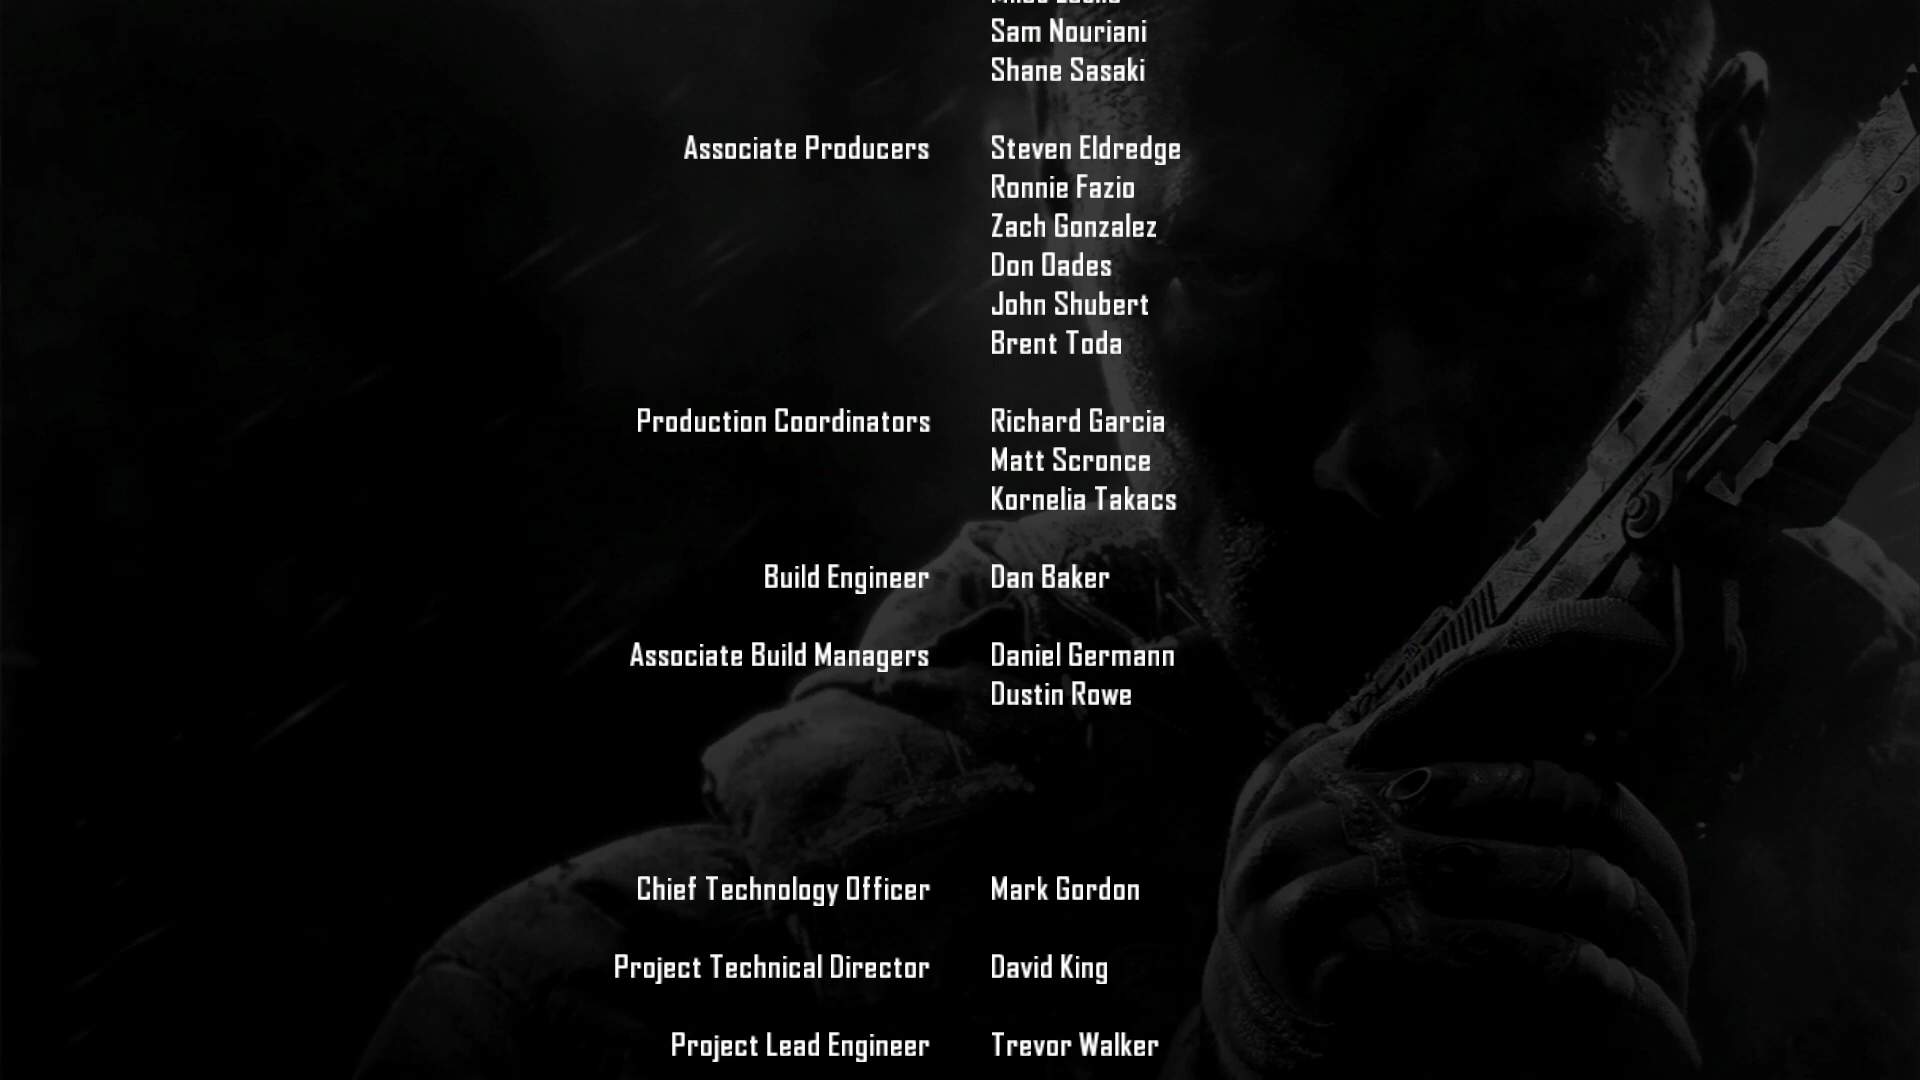 Sam Nouriani
Shane Sasaki
Associate Producers Steven Eldredge
Ronnie Fazio
Zach Gonzalez
Don Oades
John Shubert
Brent Toda
Production Coordinators Richard Garcia
Matt Scronce
Kornelia Takacs
Build Engineer Dan Baker
Associate Build Managers Daniel Germann
Dustin Rowe
Chief Technology Officer Mark Gordon
Project Technical Director David King
Project Lead Engineer Trevor Walker